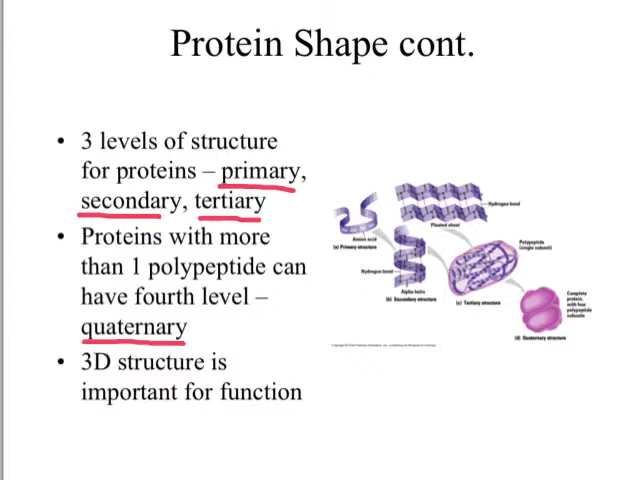 Protein Shape cont.
• 3 levels of structure
for proteins – primary,
secondary, tertiary
• Proteins with more
than 1 polypeptide can
have fourth level –
quaternary
• 3D structure is
important for function
Hydrogen bond
Pleated sheet
Amino acid
(a) Primary structure
Hydrogen bond
Alpha helix
(b) Secondary structure
Polypeptide
(single subunit)
(c) Tertiary structure
Complete
protein,
with four
polypeptide
subunits
(d) Quaternary structure